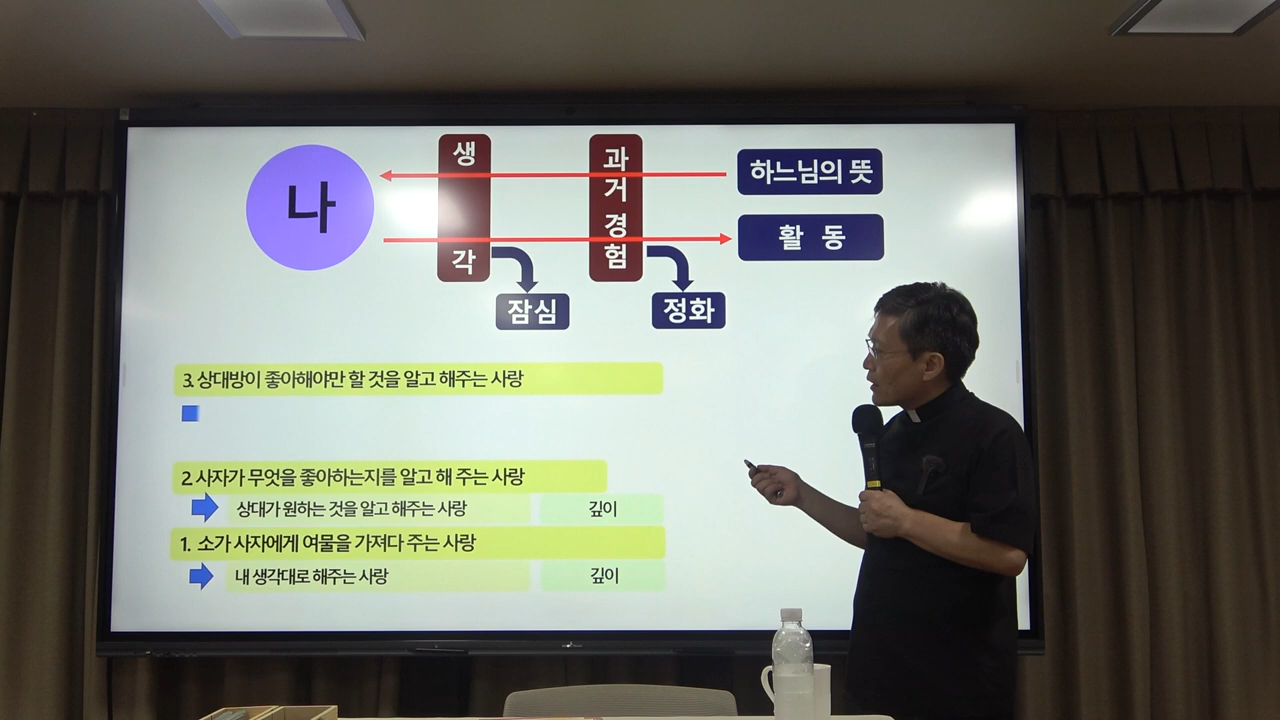 나
생각
과거경험
하느님의 뜻
활 동
잠심
정화
3. 상대방이 좋아해야만 할 것을 알고 해주는 사랑
2. 사자가 무엇을 좋아하는지를 알고 해 주는 사랑
상대가 원하는 것을 알고 해주는 사랑 깊이
1. 소가 사자에게 여물을 가져다 주는 사랑
내 생각대로 해주는 사랑 깊이